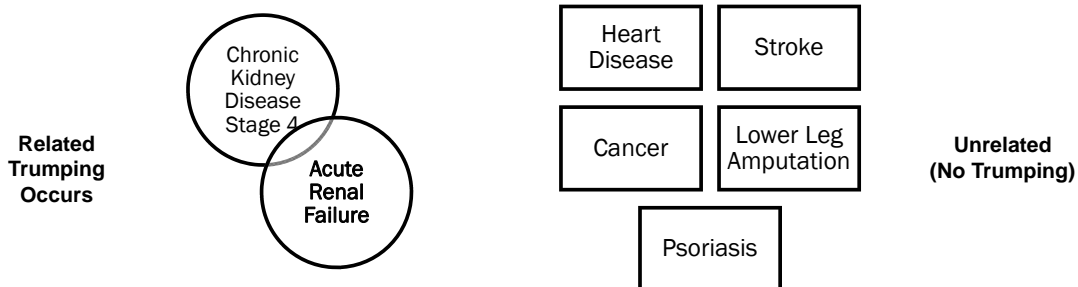 Related
Trumping
Occurs
Chronic
Kidney
Disease
Stage 4
Acute
Renal
Failure
Heart
Disease
Stroke
Cancer
Lower Leg
Amputation
Psoriasis
Unrelated
(No Trumping)